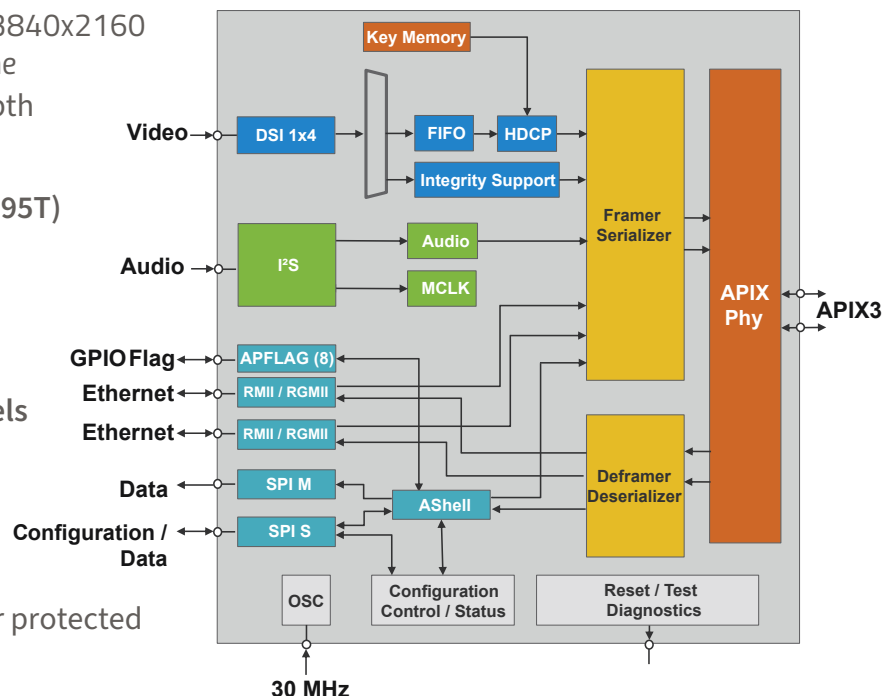 3840x2160
oth
95T)
els
r protected
Key Memory
Video
DSI 1x4
FIFO
HDCP
Integrity Support
Framer
Serializer
Audio
I²S
Audio
MCLK
APIX
Phy
APIX3
GPIO Flag
APFLAG (8)
Ethernet
RMII / RGMII
Ethernet
RMII / RGMII
Deframer
Deserializer
Data
SPI M
AShell
Configuration /
Data
SPI S
OSC
Configuration
Control / Status
Reset / Test
Diagnostics
30 MHz